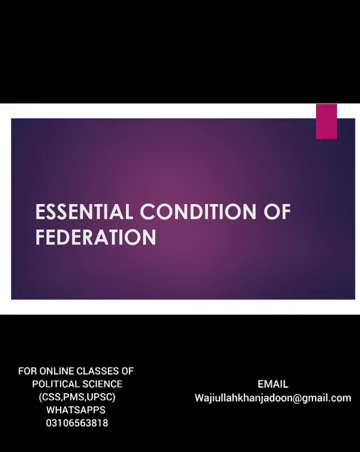 ESSENTIAL CONDITION OF
FEDERATION
FOR ONLINE CLASSES OF
POLITICAL SCIENCE
(CSS,PMS,UPSC)
WHATSAPPS
03106563818
EMAIL
Wajiullahkhanjadoon@gmail.com